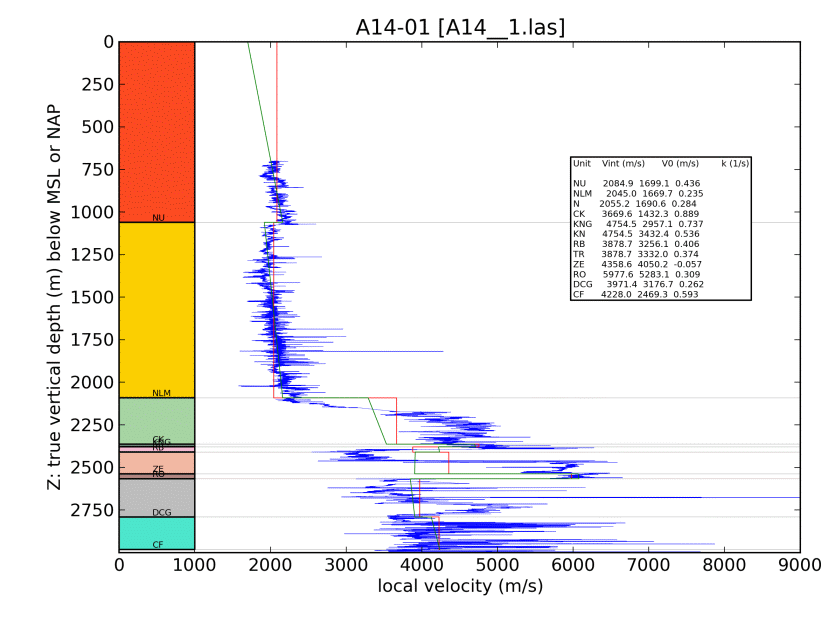 A14-01 [A14__1.las]
0
250
500
750
1000
1250
1500
1750
2000
2250
2500
2750
Z: true vertical depth (m) below MSL or NAP
NU
NLM
CK
KNG
RB
ZE
RO
DCG
CF
Unit Vint (m/s) V0 (m/s) k (1/s)
NU 2084.9 1699.1 0.436
NLM 2045.0 1669.7 0.235
N 2055.2 1690.6 0.284
CK 3669.6 1432.3 0.889
KNG 4754.5 2957.1 0.737
KN 4754.5 3432.4 0.536
RB 3878.7 3256.1 0.406
TR 3878.7 3332.0 0.374
ZE 4358.6 4050.2 -0.057
RO 5977.6 5283.1 0.309
DCG 3971.4 3176.7 0.262
CF 4228.0 2469.3 0.593
0 1000 2000 3000 4000 5000 6000 7000 8000 9000
local velocity (m/s)